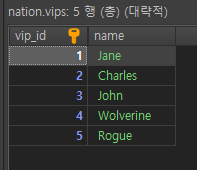 nation.vips: 5 행 (총) (대략적)
vip_id name
1 Jane
2 Charles
3 John
4 Wolverine
5 Rogue